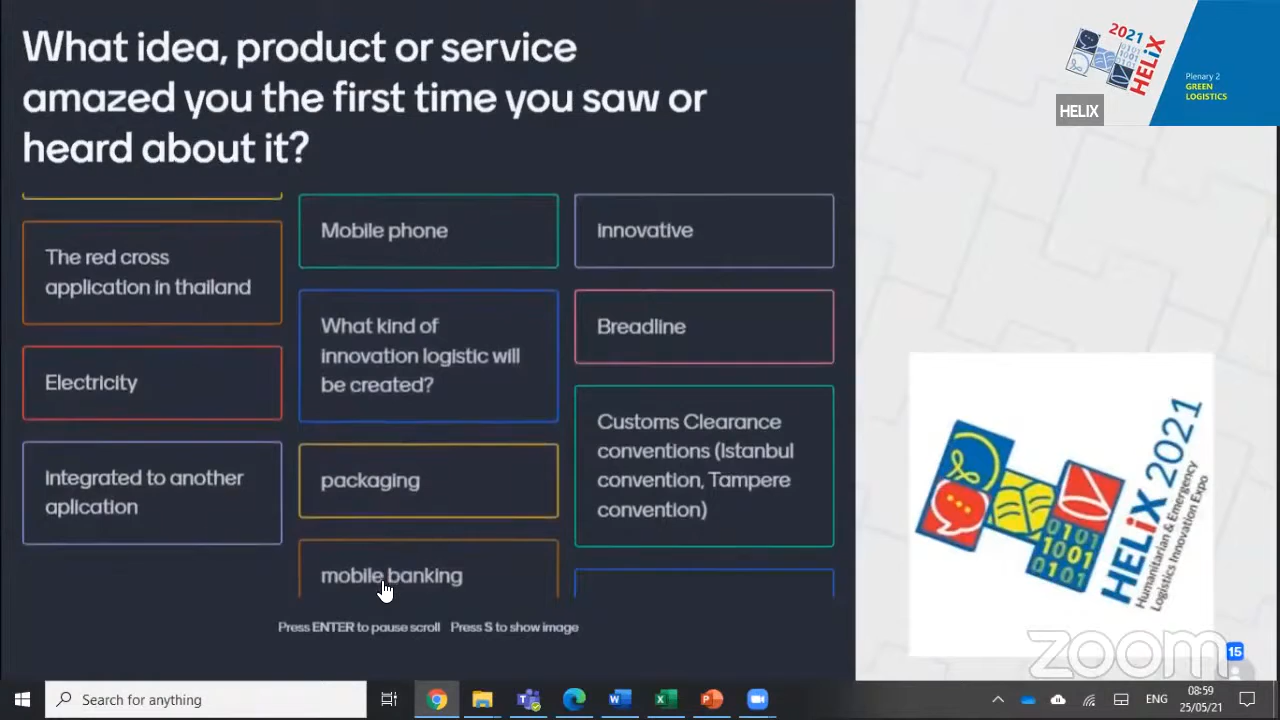 What idea, product or service
amazed you the first time you saw or
heard about it?
The red cross
application in thailand
Electricity
Integrated to another
aplication
Mobile phone
What kind of
innovation logistic will
be created?
packaging
mobile banking
Innovative
Breadline
Customs Clearance
conventions (Istanbul
convention, Tampere
convention)
Press ENTER to pause scroll Press S to show image
2021
HELiX
0101
1001
0101
Plenary 2
GREEN
LOGISTICS
HELIX
HELiX 2021
Humanitarian & Emergency
Logistics Innovation Expo
0101
1001
0101
zoom
15
Search for anything
ENG
08:59
25/05/21